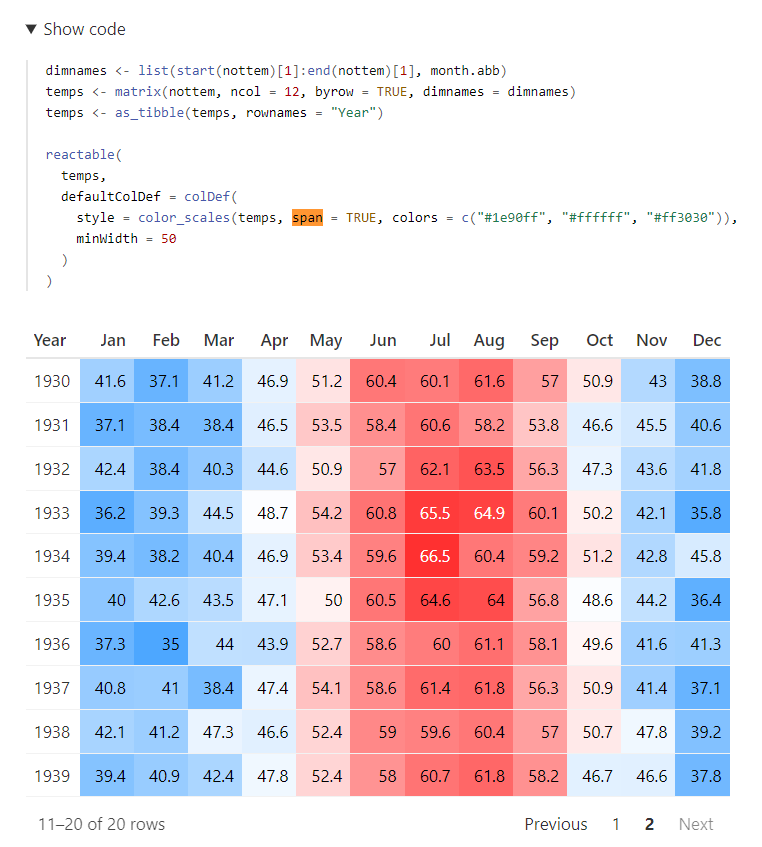 ▼ Show code
dimnames <- list(start(nottem)[1]:end(nottem)[1], month.abb)
temps <- matrix(nottem, ncol = 12, byrow = TRUE, dimnames = dimnames)
temps <- as_tibble(temps, rownames = "Year")
reactable(
temps,
defaultColDef = colDef(
style = color_scales(temps, span = TRUE, colors = c("#1e90ff", "#ffffff", "#ff3030")),
minWidth = 50
)
)
Year Jan Feb Mar Apr May Jun Jul Aug Sep Oct Nov Dec
1930 41.6 37.1 41.2 46.9 51.2 60.4 60.1 61.6 57 50.9 43 38.8
1931 37.1 38.4 38.4 46.5 53.5 58.4 60.6 58.2 53.8 46.6 45.5 40.6
1932 42.4 38.4 40.3 44.6 50.9 57 62.1 63.5 56.3 47.3 43.6 41.8
1933 36.2 39.3 44.5 48.7 54.2 60.8 65.5 64.9 60.1 50.2 42.1 35.8
1934 39.4 38.2 40.4 46.9 53.4 59.6 66.5 60.4 59.2 51.2 42.8 45.8
1935 40 42.6 43.5 47.1 50 60.5 64.6 64 56.8 48.6 44.2 36.4
1936 37.3 35 44 43.9 52.7 58.6 60 61.1 58.1 49.6 41.6 41.3
1937 40.8 41 38.4 47.4 54.1 58.6 61.4 61.8 56.3 50.9 41.4 37.1
1938 42.1 41.2 47.3 46.6 52.4 59 59.6 60.4 57 50.7 47.8 39.2
1939 39.4 40.9 42.4 47.8 52.4 58 60.7 61.8 58.2 46.7 46.6 37.8
11–20 of 20 rows Previous 1 2 Next